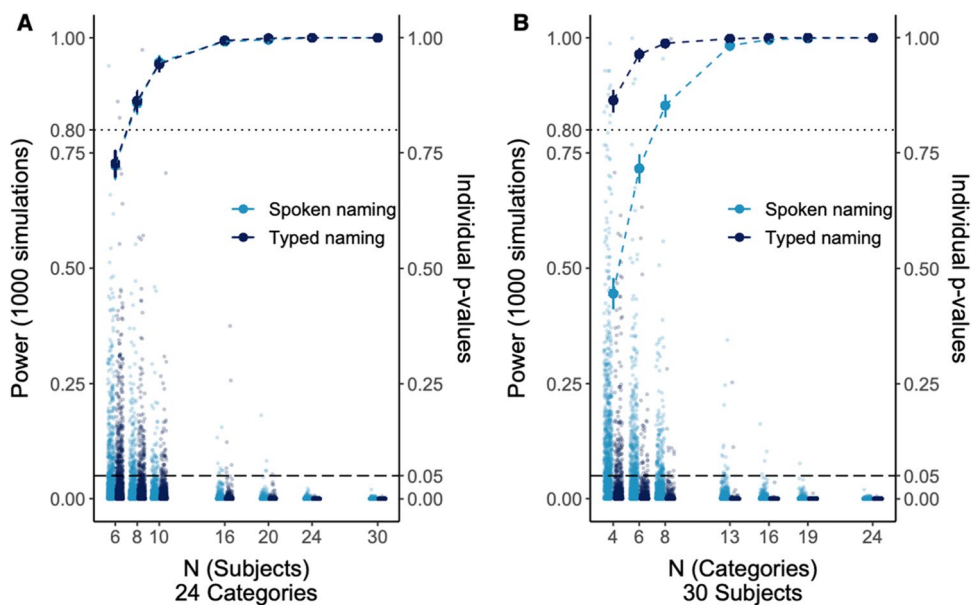 A
B
Power (1000 simulations)
1.00
0.80
0.75
0.50
0.25
0.00
Spoken naming
Typed naming
1.00
0.75
0.50
0.25
0.05
0.00
Individual p-values
6 8 10 16 20 24 30
N (Subjects)
24 Categories
Power (1000 simulations)
1.00
0.80
0.75
0.50
0.25
0.00
Spoken naming
Typed naming
1.00
0.75
0.50
0.25
0.05
0.00
Individual p-values
4 6 8 13 16 19 24
N (Categories)
30 Subjects